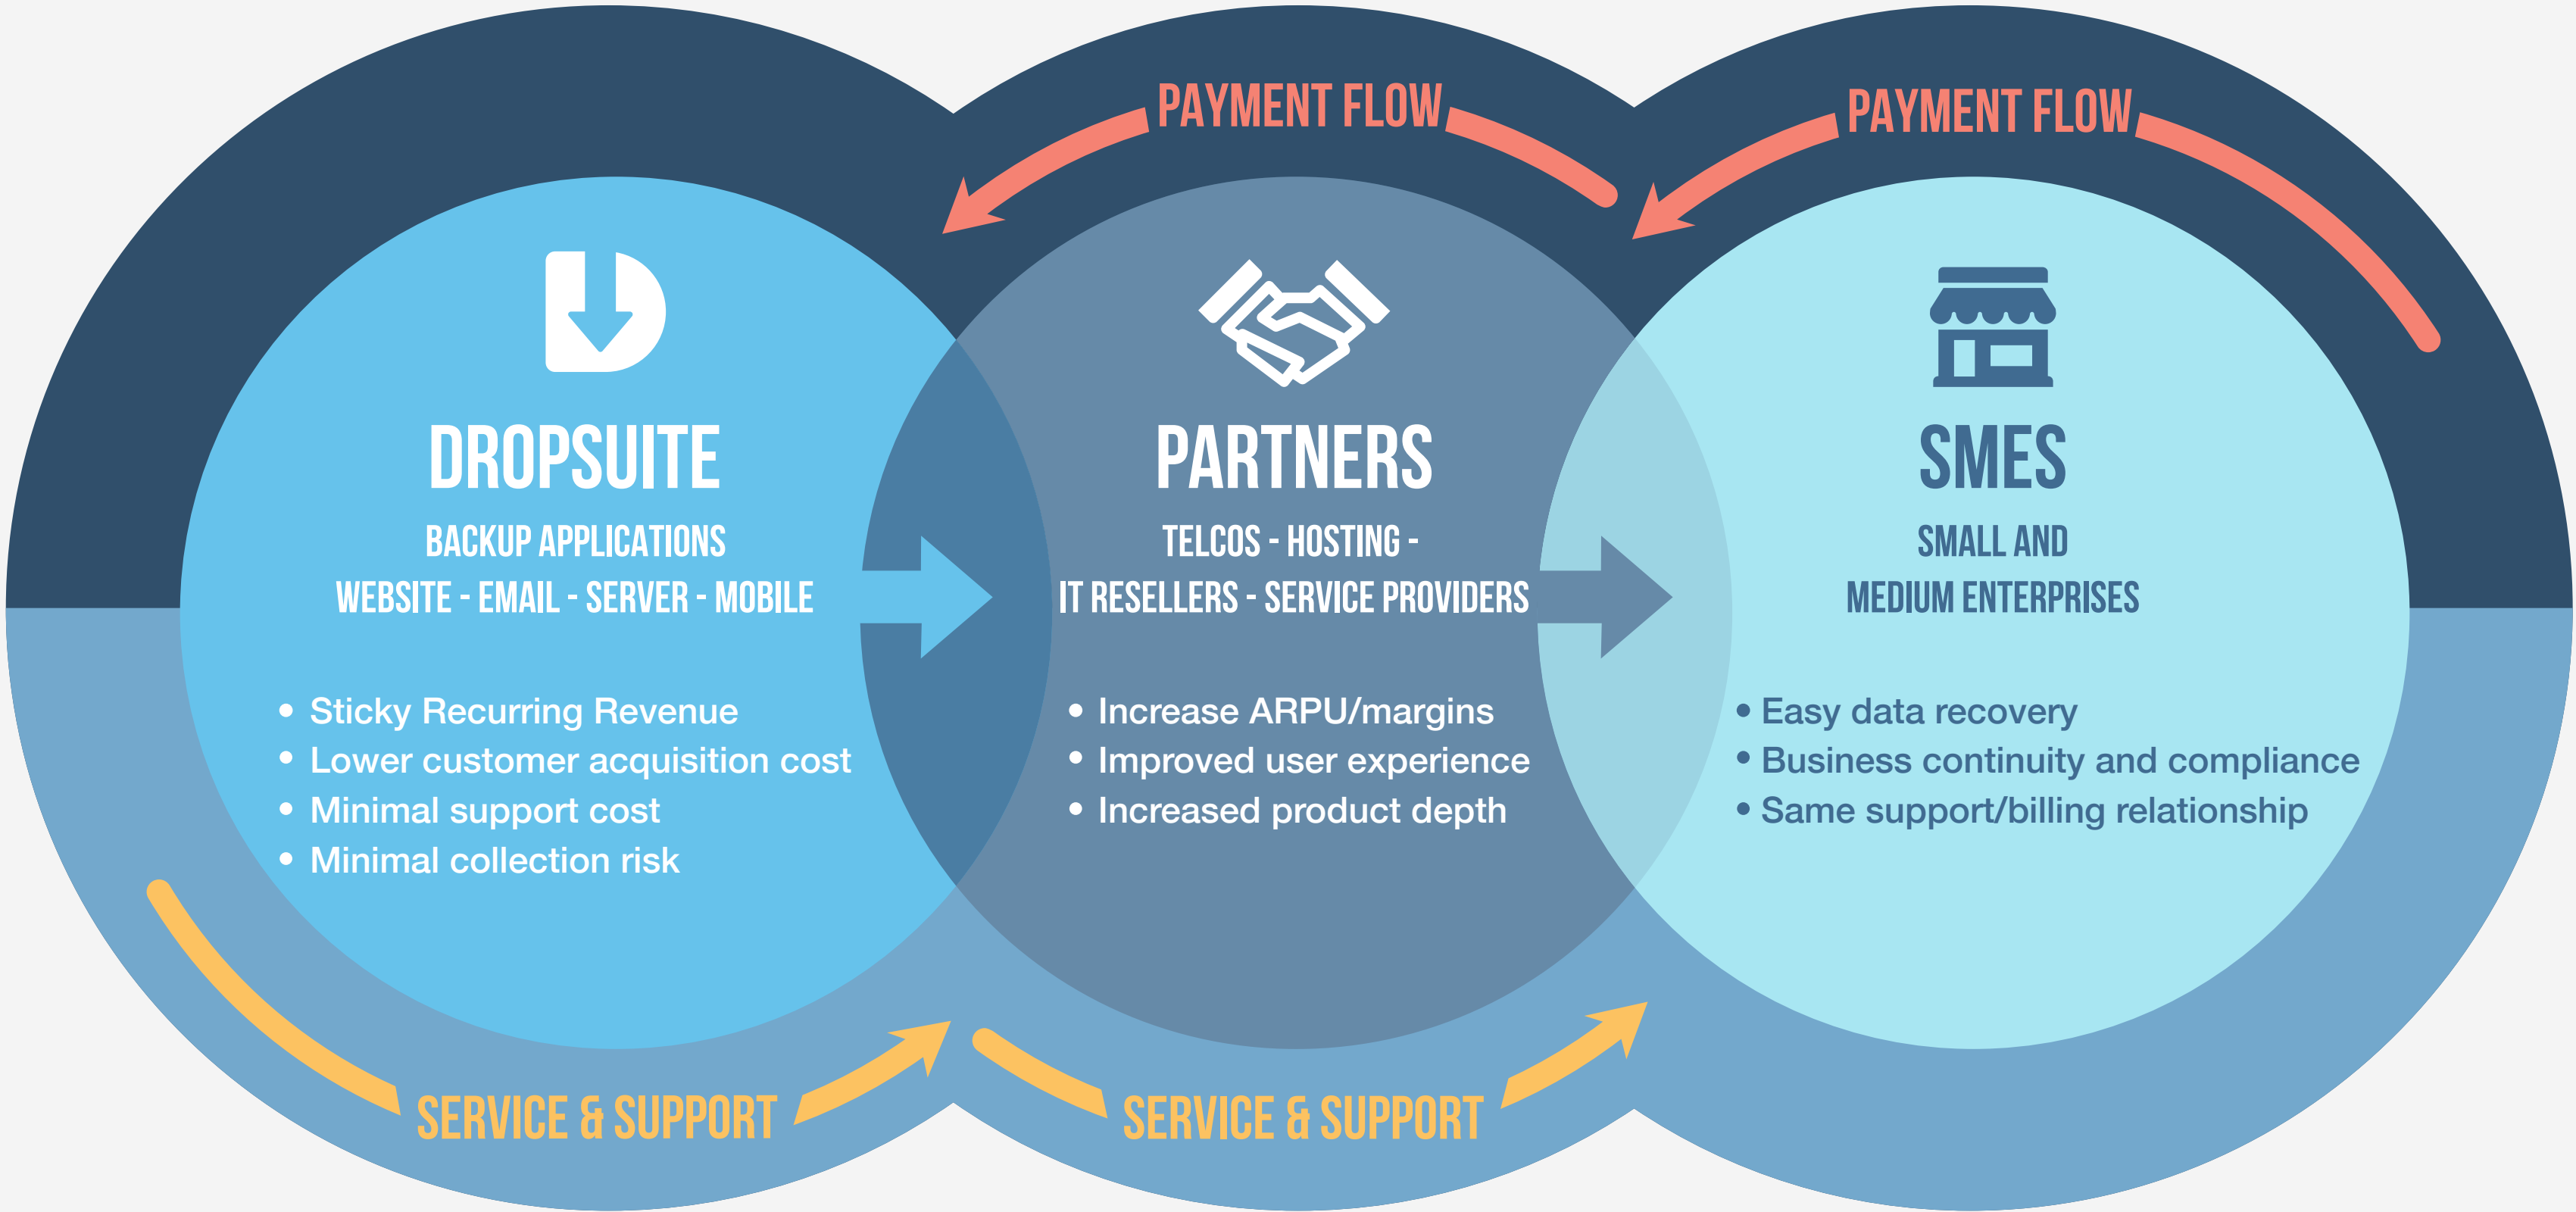 PAYMENT FLOW
PAYMENT FLOW
DROPSUITE
BACKUP APPLICATIONS
WEBSITE - EMAIL - SERVER - MOBILE
• Sticky Recurring Revenue
• Lower customer acquisition cost
• Minimal support cost
• Minimal collection risk
PARTNERS
TELCOS - HOSTING -
IT RESELLERS - SERVICE PROVIDERS
• Increase ARPU/margins
• Improved user experience
• Increased product depth
SMES
SMALL AND
MEDIUM ENTERPRISES
• Easy data recovery
• Business continuity and compliance
• Same support/billing relationship
SERVICE & SUPPORT
SERVICE & SUPPORT